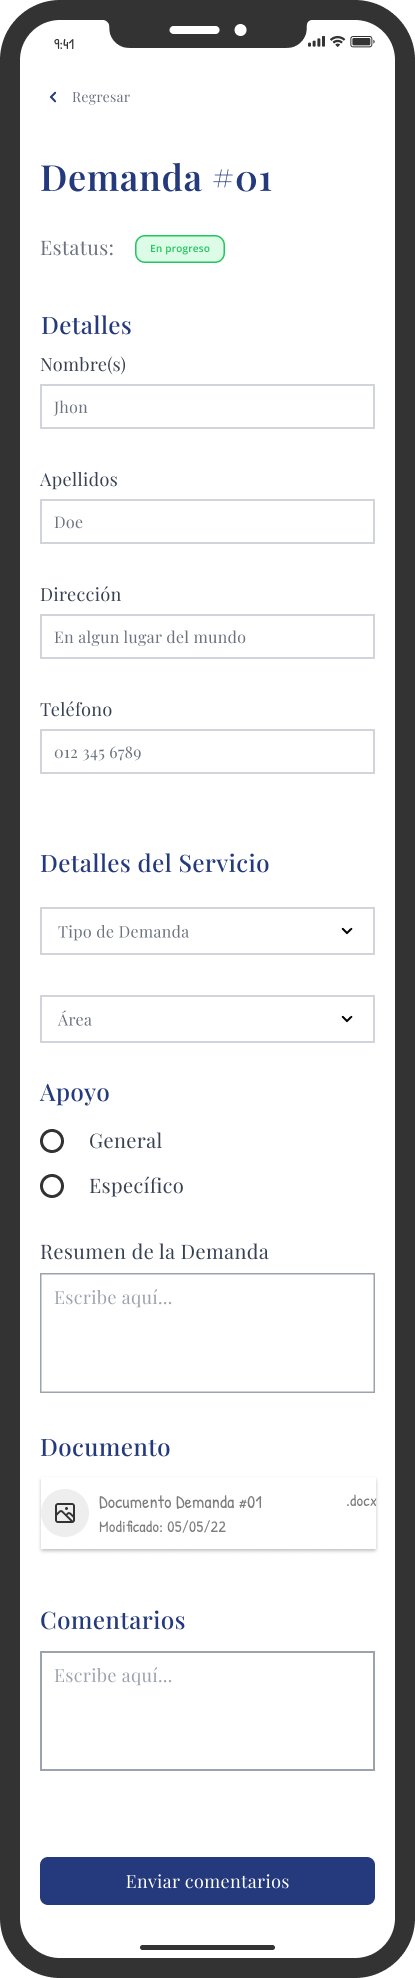 9:41
Regresar
Demanda #01
Estatus: En progreso
Detalles
Nombre(s)
Jhon
Apellidos
Doe
Dirección
En algun lugar del mundo
Teléfono
012 345 6789
Detalles del Servicio
Tipo de Demanda
Área
Apoyo
General
Específico
Resumen de la Demanda
Escribe aquí...
Documento
Documento Demanda #01 .docx
Modificado: 05/05/22
Comentarios
Escribe aquí...
Enviar comentarios